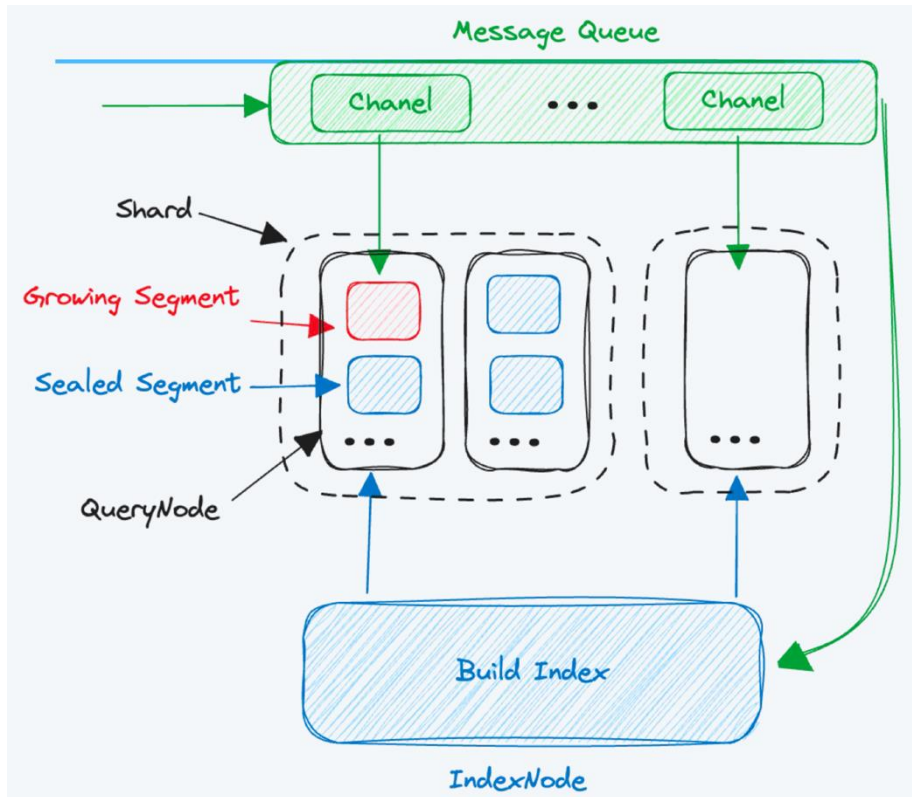 Message Queue
Chanel
Chanel
Shard
Growing Segment
Sealed Segment
QueryNode
Build Index
IndexNode